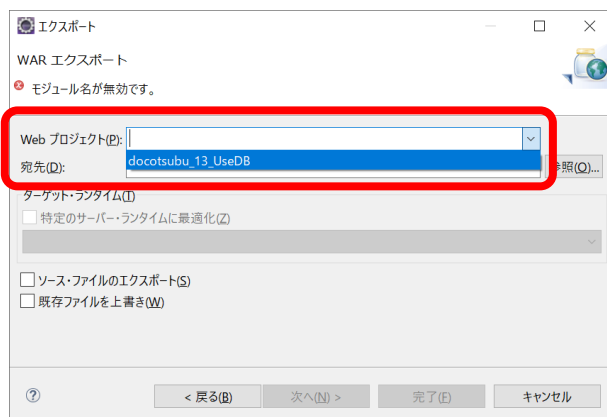 エクスポート
WAR エクスポート
モジュール名が無効です。
Web プロジェクト(P):
docotsubu_13_UseDB
宛先(D):
参照(O)...
ターゲット・ランタイム(T)
特定のサーバー・ランタイムに最適化(Z)
ソース・ファイルのエクスポート(S)
既存ファイルを上書き(W)
< 戻る(B)
次へ(N) >
完了(F)
キャンセル